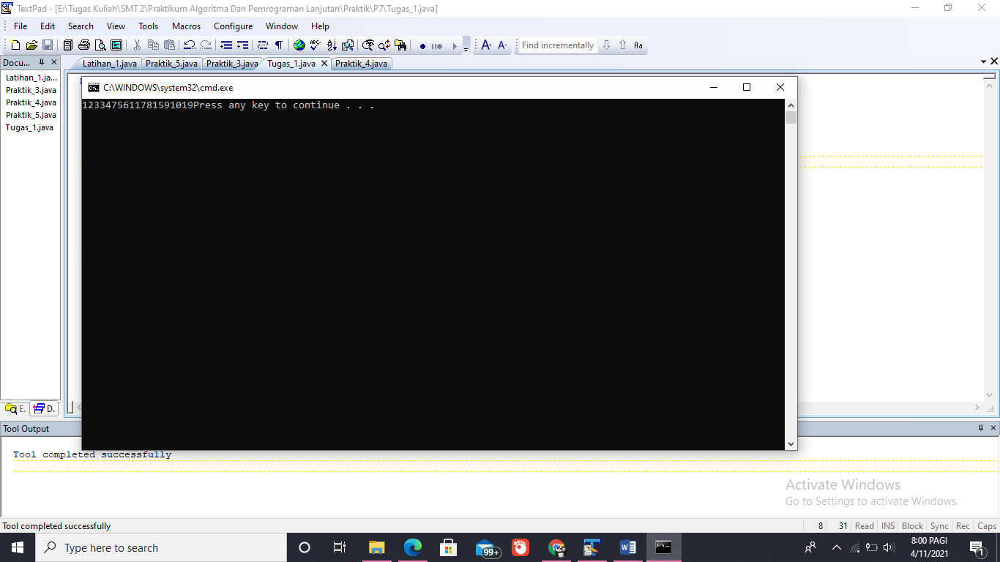 TextPad - [E:\Tugas Kuliah\SMT 2\Praktikum Algoritma Dan Pemrograman Lanjutan\Praktik\P7\Tugas_1.java]
File Edit Search View Tools Macros Configure Window Help
Find incrementally
Docu...
Latihan_1.java Praktik_5.java Praktik_3.java Tugas_1.java Praktik_4.java
Latihan_1.ja...
Praktik_3.java
Praktik_4.java
Praktik_5.java
Tugas_1.java
C:\WINDOWS\system32\cmd.exe
1233475611781591019Press any key to continue . . .
E. D.
Tool Output
Tool completed successfully
Activate Windows
Go to Settings to activate Windows.
Tool completed successfully 8 31 Read INS Block Sync Rec Caps
Type here to search
99+
8:00 PAGI
4/11/2021
1